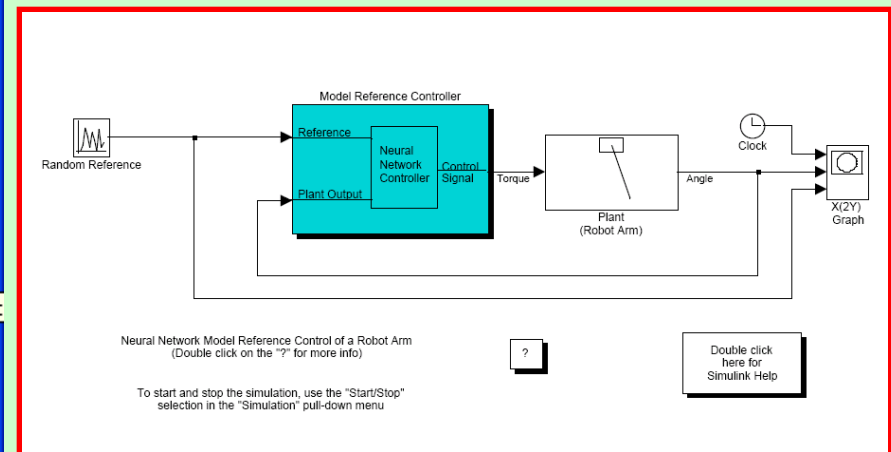 Model Reference Controller
Random Reference
Reference
Plant Output
Neural
Network
Controller
Control
Signal
Torque
Plant
(Robot Arm)
Angle
Clock
X(2Y)
Graph
Neural Network Model Reference Control of a Robot Arm
(Double click on the "?" for more info)
?
Double click
here for
Simulink Help
To start and stop the simulation, use the "Start/Stop"
selection in the "Simulation" pull-down menu